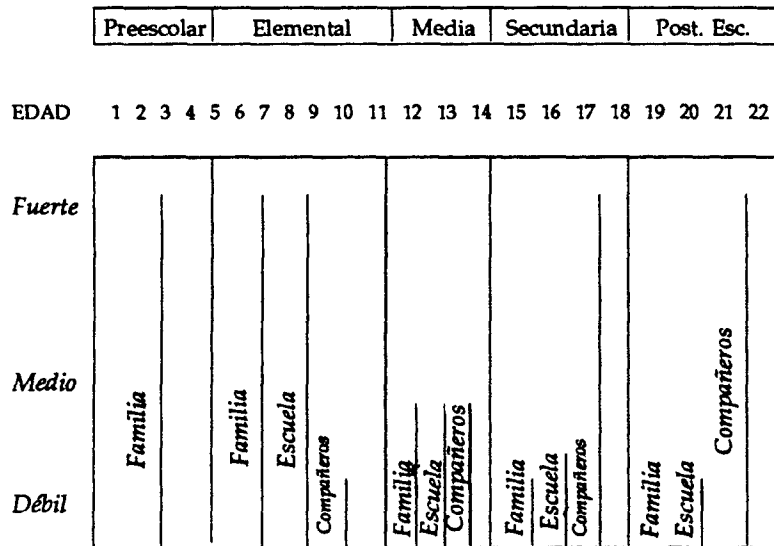 Preescolar Elemental Media Secundaria Post. Esc.
EDAD 1 2 3 4 5 6 7 8 9 10 11 12 13 14 15 16 17 18 19 20 21 22
Fuerte
Medio
Débil
Familia
Familia
Escuela
Compañeros
Familia
Escuela
Compañeros
Familia
Escuela
Compañeros
Familia
Escuela
Compañeros